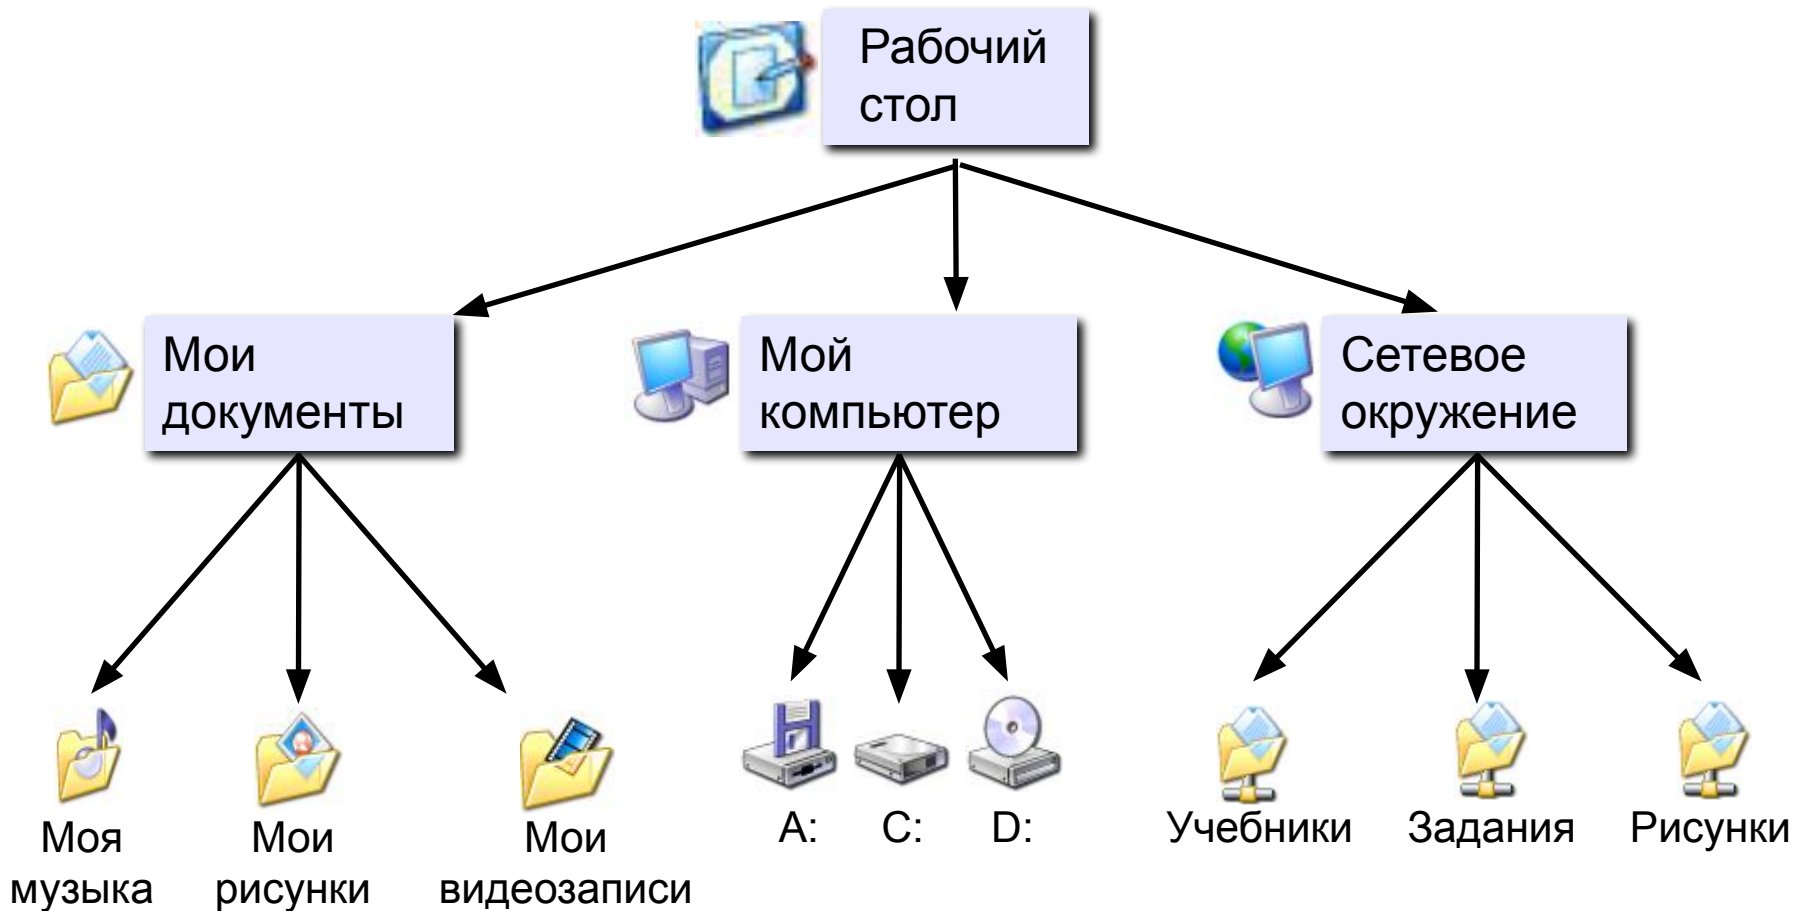 Рабочий
стол
Мои
документы
Мой
компьютер
Сетевое
окружение
Моя
музыка
Мои
рисунки
Мои
видеозаписи
A:
C:
D:
Учебники
Задания
Рисунки